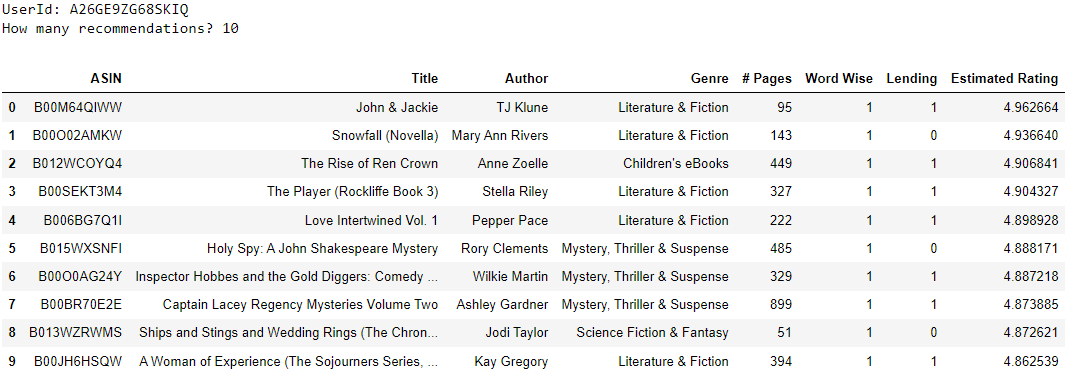 UserId: A26GE9ZG68SKIQ
How many recommendations? 10
ASIN Title Author Genre # Pages Word Wise Lending Estimated Rating
0 B00M64QIWW John & Jackie TJ Klune Literature & Fiction 95 1 1 4.962664
1 B00O02AMKW Snowfall (Novella) Mary Ann Rivers Literature & Fiction 143 1 0 4.936640
2 B012WCOYQ4 The Rise of Ren Crown Anne Zoelle Children's eBooks 449 1 1 4.906841
3 B00SEKT3M4 The Player (Rockliffe Book 3) Stella Riley Literature & Fiction 327 1 1 4.904327
4 B006BG7Q1I Love Intertwined Vol. 1 Pepper Pace Literature & Fiction 222 1 1 4.898928
5 B015WXSNFI Holy Spy: A John Shakespeare Mystery Rory Clements Mystery, Thriller & Suspense 485 1 0 4.888171
6 B00O0AG24Y Inspector Hobbes and the Gold Diggers: Comedy ... Wilkie Martin Mystery, Thriller & Suspense 329 1 1 4.887218
7 B00BR70E2E Captain Lacey Regency Mysteries Volume Two Ashley Gardner Mystery, Thriller & Suspense 899 1 1 4.873885
8 B013WZRWMS Ships and Stings and Wedding Rings (The Chron... Jodi Taylor Science Fiction & Fantasy 51 1 0 4.872621
9 B00JH6HSQW A Woman of Experience (The Sojourners Series, ... Kay Gregory Literature & Fiction 394 1 1 4.862539